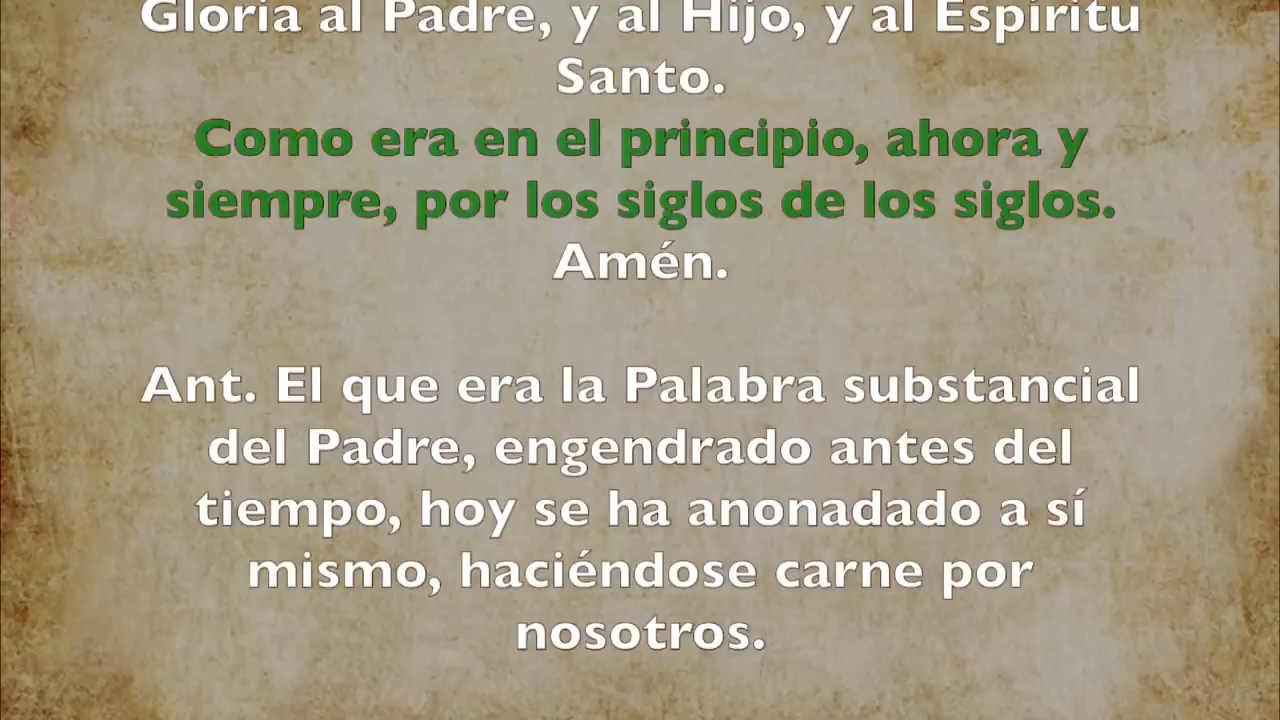 Gloria al Padre, y al Hijo, y al Espíritu
Santo.
Como era en el principio, ahora y
siempre, por los siglos de los siglos.
Amén.
Ant. El que era la Palabra substancial
del Padre, engendrado antes del
tiempo, hoy se ha anonadado a sí
mismo, haciéndose carne por
nosotros.